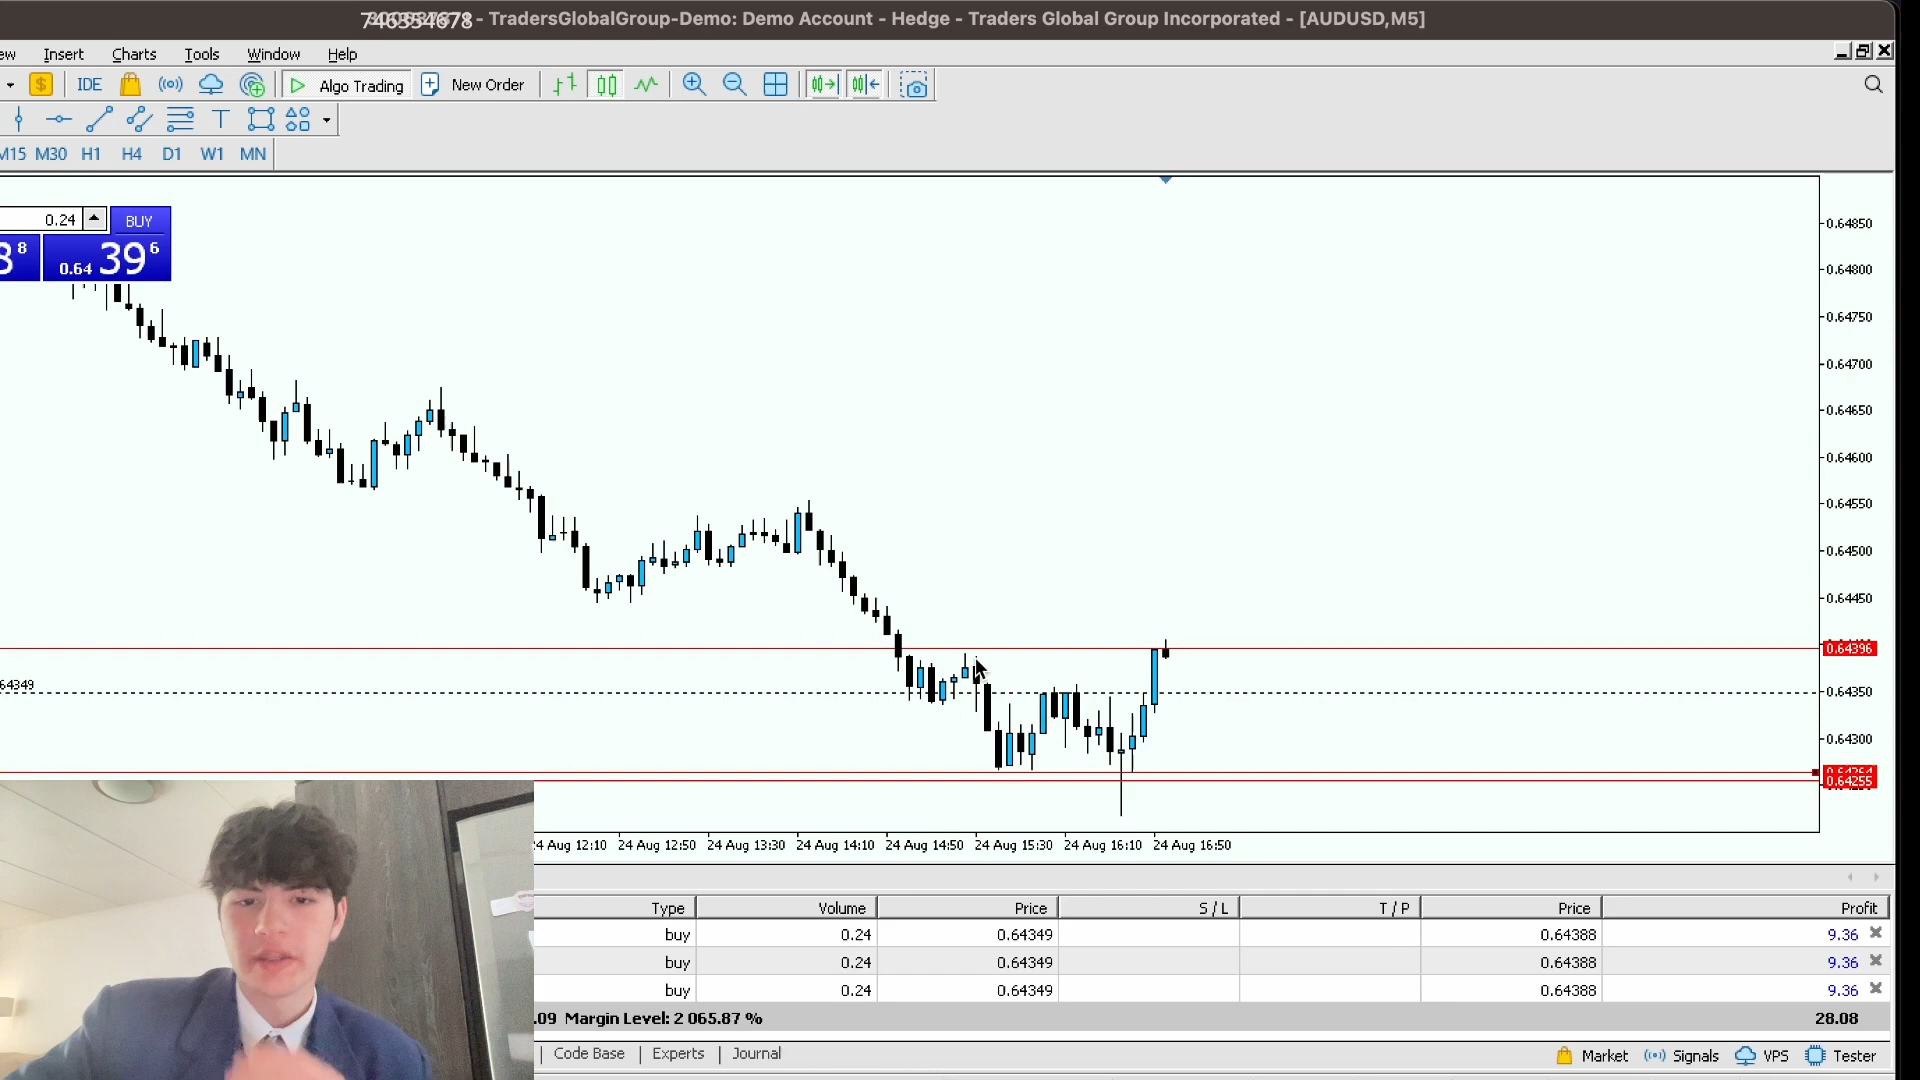 - TradersGlobalGroup-Demo: Demo Account - Hedge - Traders Global Group Incorporated - [AUDUSD,M5]
ew Insert Charts Tools Window Help
IDE Algo Trading New Order
M15 M30 H1 H4 D1 W1 MN
0.24 BUY
8 8 0.64 39 6
0.64850
0.64800
0.64750
0.64700
0.64650
0.64600
0.64550
0.64500
0.64450
0.64396
64349
0.64350
0.64300
0.64264
0.64255
24 Aug 12:10 24 Aug 12:50 24 Aug 13:30 24 Aug 14:10 24 Aug 14:50 24 Aug 15:30 24 Aug 16:10 24 Aug 16:50
Type Volume Price S / L T / P Price Profit
buy 0.24 0.64349 0.64388 9.36
buy 0.24 0.64349 0.64388 9.36
buy 0.24 0.64349 0.64388 9.36
.09 Margin Level: 2 065.87 % 28.08
Code Base Experts Journal Market Signals VPS Tester